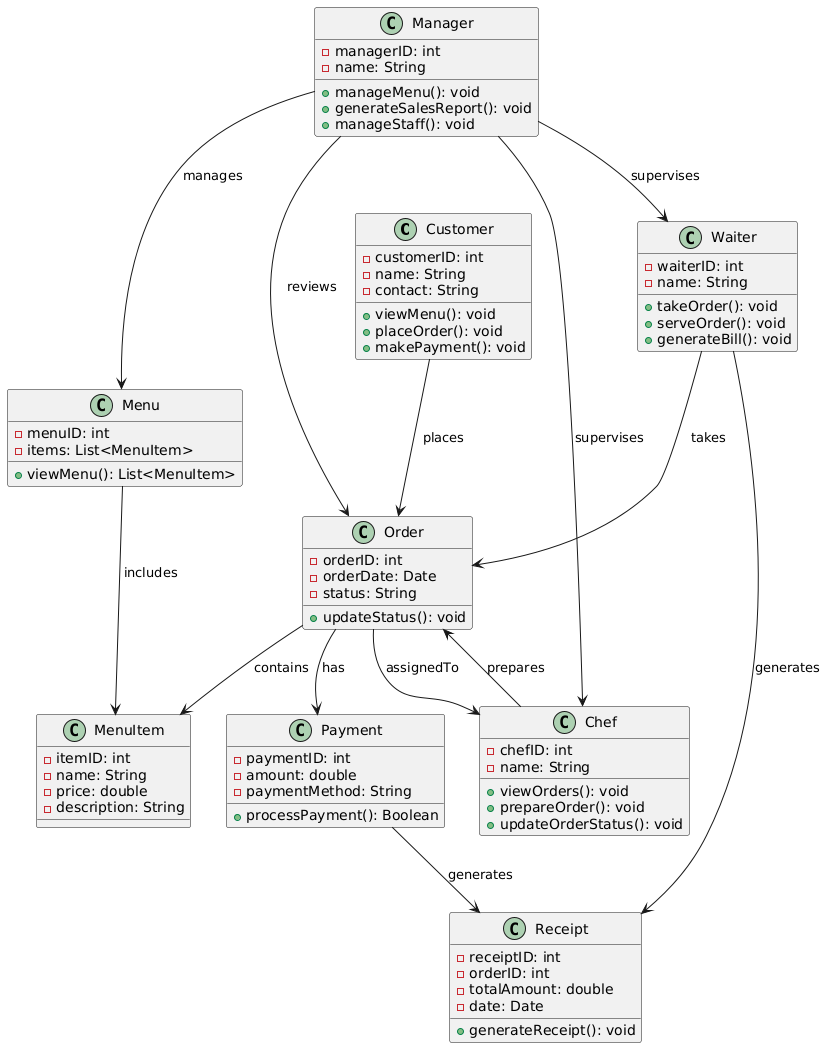 C Manager
managerID: int
name: String
manageMenu(): void
generateSalesReport(): void
manageStaff(): void
manages
supervises
C Customer
customerID: int
name: String
contact: String
viewMenu(): void
placeOrder(): void
makePayment(): void
C Waiter
waiterID: int
name: String
takeOrder(): void
serveOrder(): void
generateBill(): void
reviews
C Menu
menuID: int
items: List<MenuItem>
viewMenu(): List<MenuItem>
places
supervises
takes
C Order
orderID: int
orderDate: Date
status: String
updateStatus(): void
includes
contains
has
assignedTo
prepares
generates
C MenuItem
itemID: int
name: String
price: double
description: String
C Payment
paymentID: int
amount: double
paymentMethod: String
processPayment(): Boolean
C Chef
chefID: int
name: String
viewOrders(): void
prepareOrder(): void
updateOrderStatus(): void
generates
C Receipt
receiptID: int
orderID: int
totalAmount: double
date: Date
generateReceipt(): void